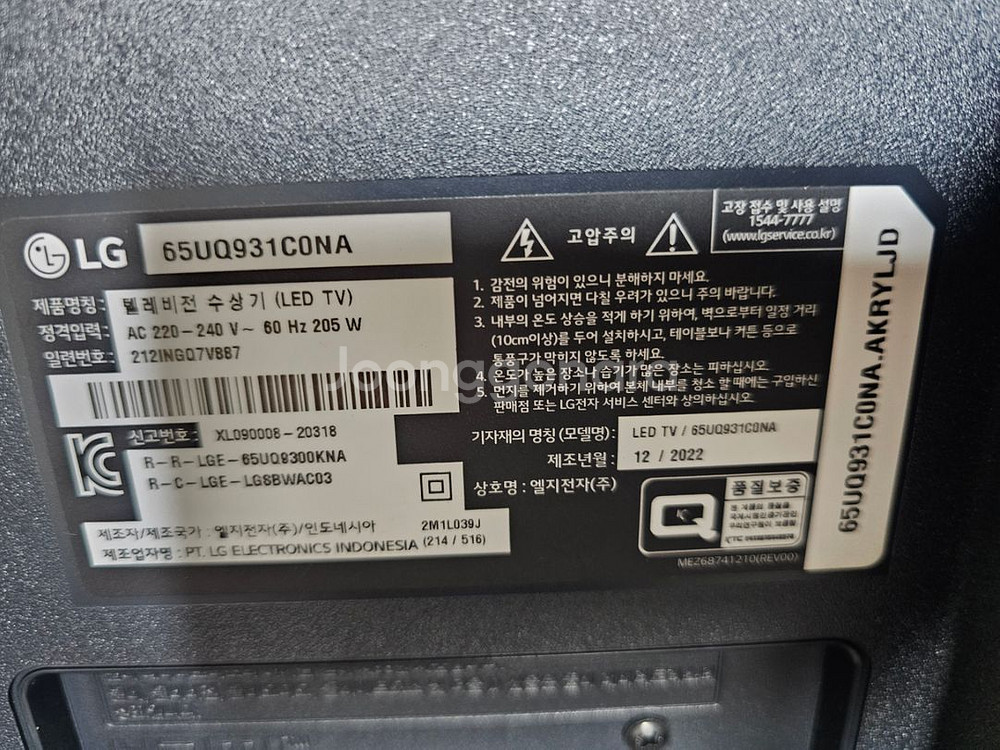 LG 65UQ931C0NA
제품명칭: 텔레비전 수상기 (LED TV)
정격입력: AC 220-240 V~ 60 Hz 205 W
일련번호: 212INGQ7V887
신고번호: XL090008-20318
R-R-LGE-65UQ9300KNA
R-C-LGE-LGSBWAC03
제조자/제조국가 : 엘지전자(주)/인도네시아 2M1L039J
제조업자명 : PT. LG ELECTRONICS INDONESIA (214 / 516)
고압주의
고장 접수 및 사용 설명
1544-7777
(www.lgservice.co.kr)
1. 감전의 위험이 있으니 분해하지 마세요.
2. 제품이 넘어지면 다칠 우려가 있으니 주의 바랍니다.
3. 내부의 온도 상승을 적게 하기 위하여, 벽으로부터 일정 거리
(10cm이상)를 두어 설치하시고, 테이블보나 커튼 등으로
통풍구가 막히지 않도록 하세요.
4. 온도가 높은 장소나 습기가 많은 장소는 피하십시오.
5. 먼지를 제거하기 위하여 본체 내부를 청소 할 때에는 구입하신
판매점 또는 LG전자 서비스 센터와 상의하십시오.
기자재의 명칭(모델명): LED TV / 65UQ931C0NA
제조년월: 12 / 2022
상호명 : 엘지전자(주)
품질보증
MEZ68741210(REV00)
65UQ931C0NA.AKRYLJD